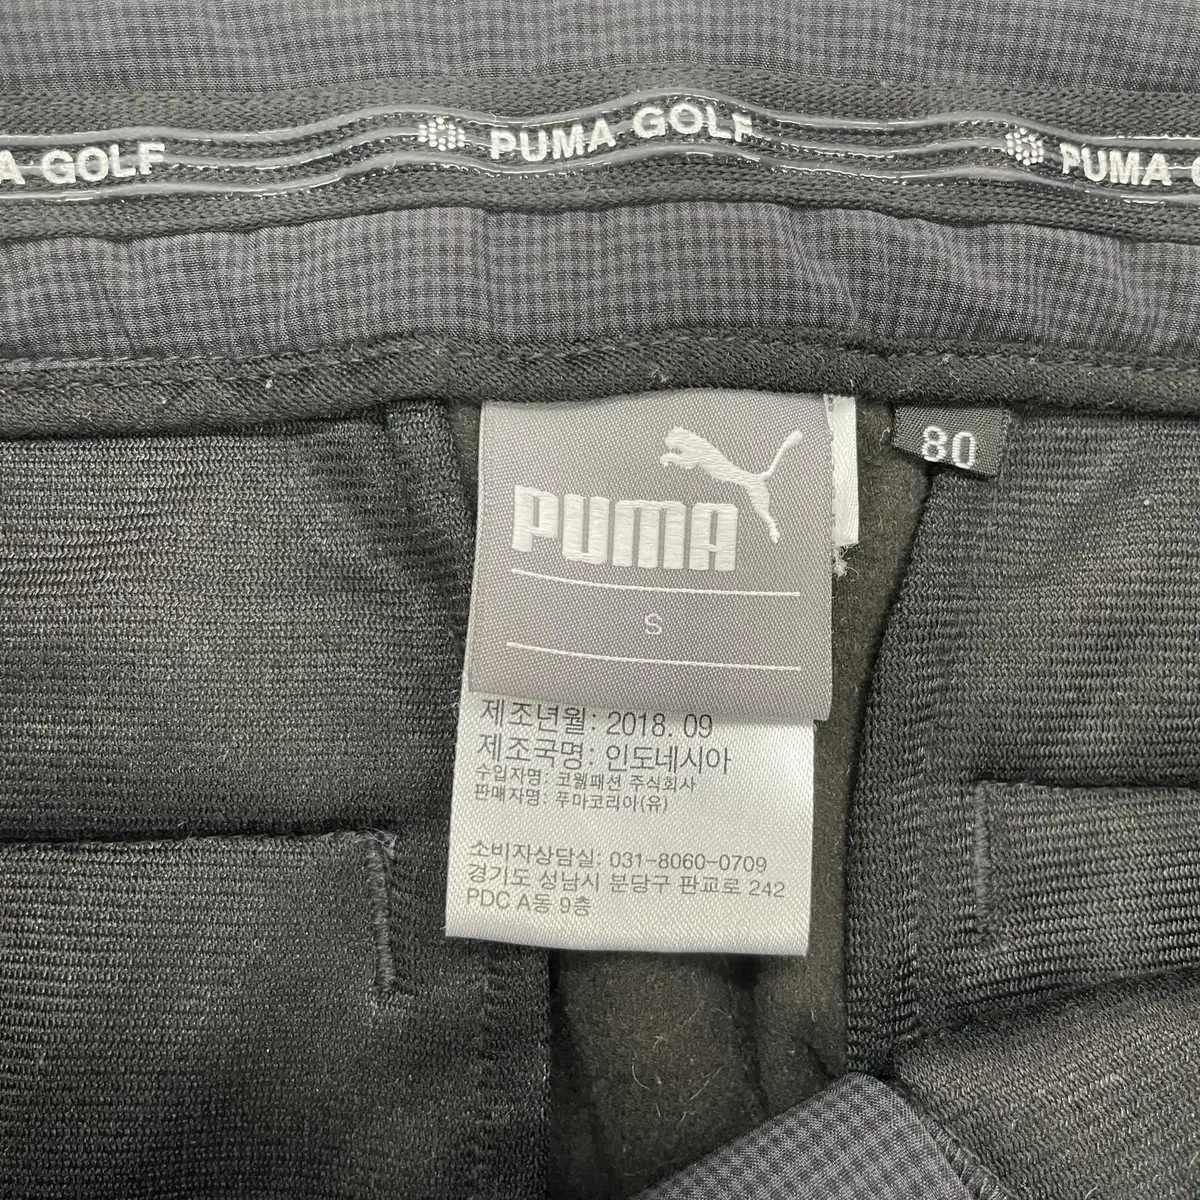 A GOLF
PUMA GOLF
PUMA G
80
PUMA
S
제조년월: 2018. 09
제조국명: 인도네시아
수입자명: 코웰패션 주식회사
판매자명: 푸마코리아(유)
소비자상담실: 031-8060-0709
경기도 성남시 분당구 판교로 242
PDC A동 9층